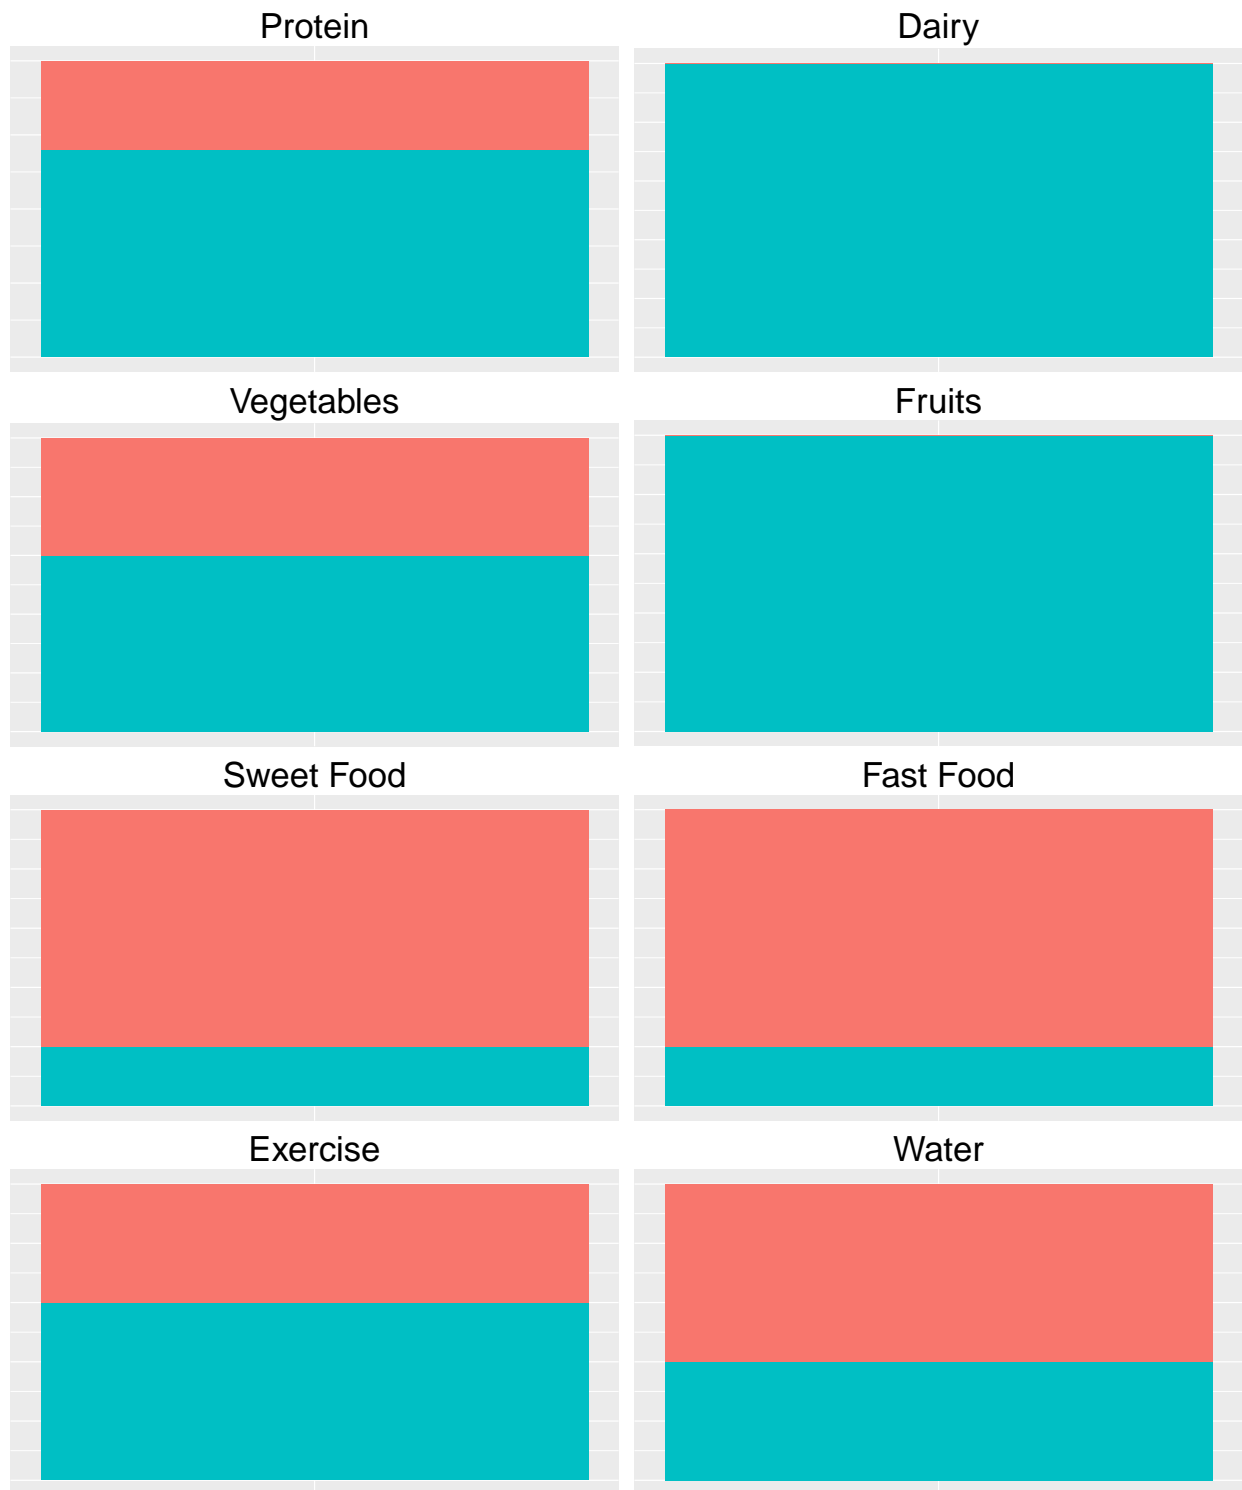 Protein
Dairy
Vegetables
Fruits
Sweet Food
Fast Food
Exercise
Water